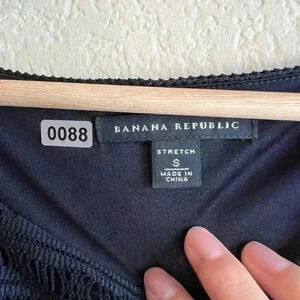 0088
BANANA REPUBLIC
STRETCH
S
MADE IN
CHINA